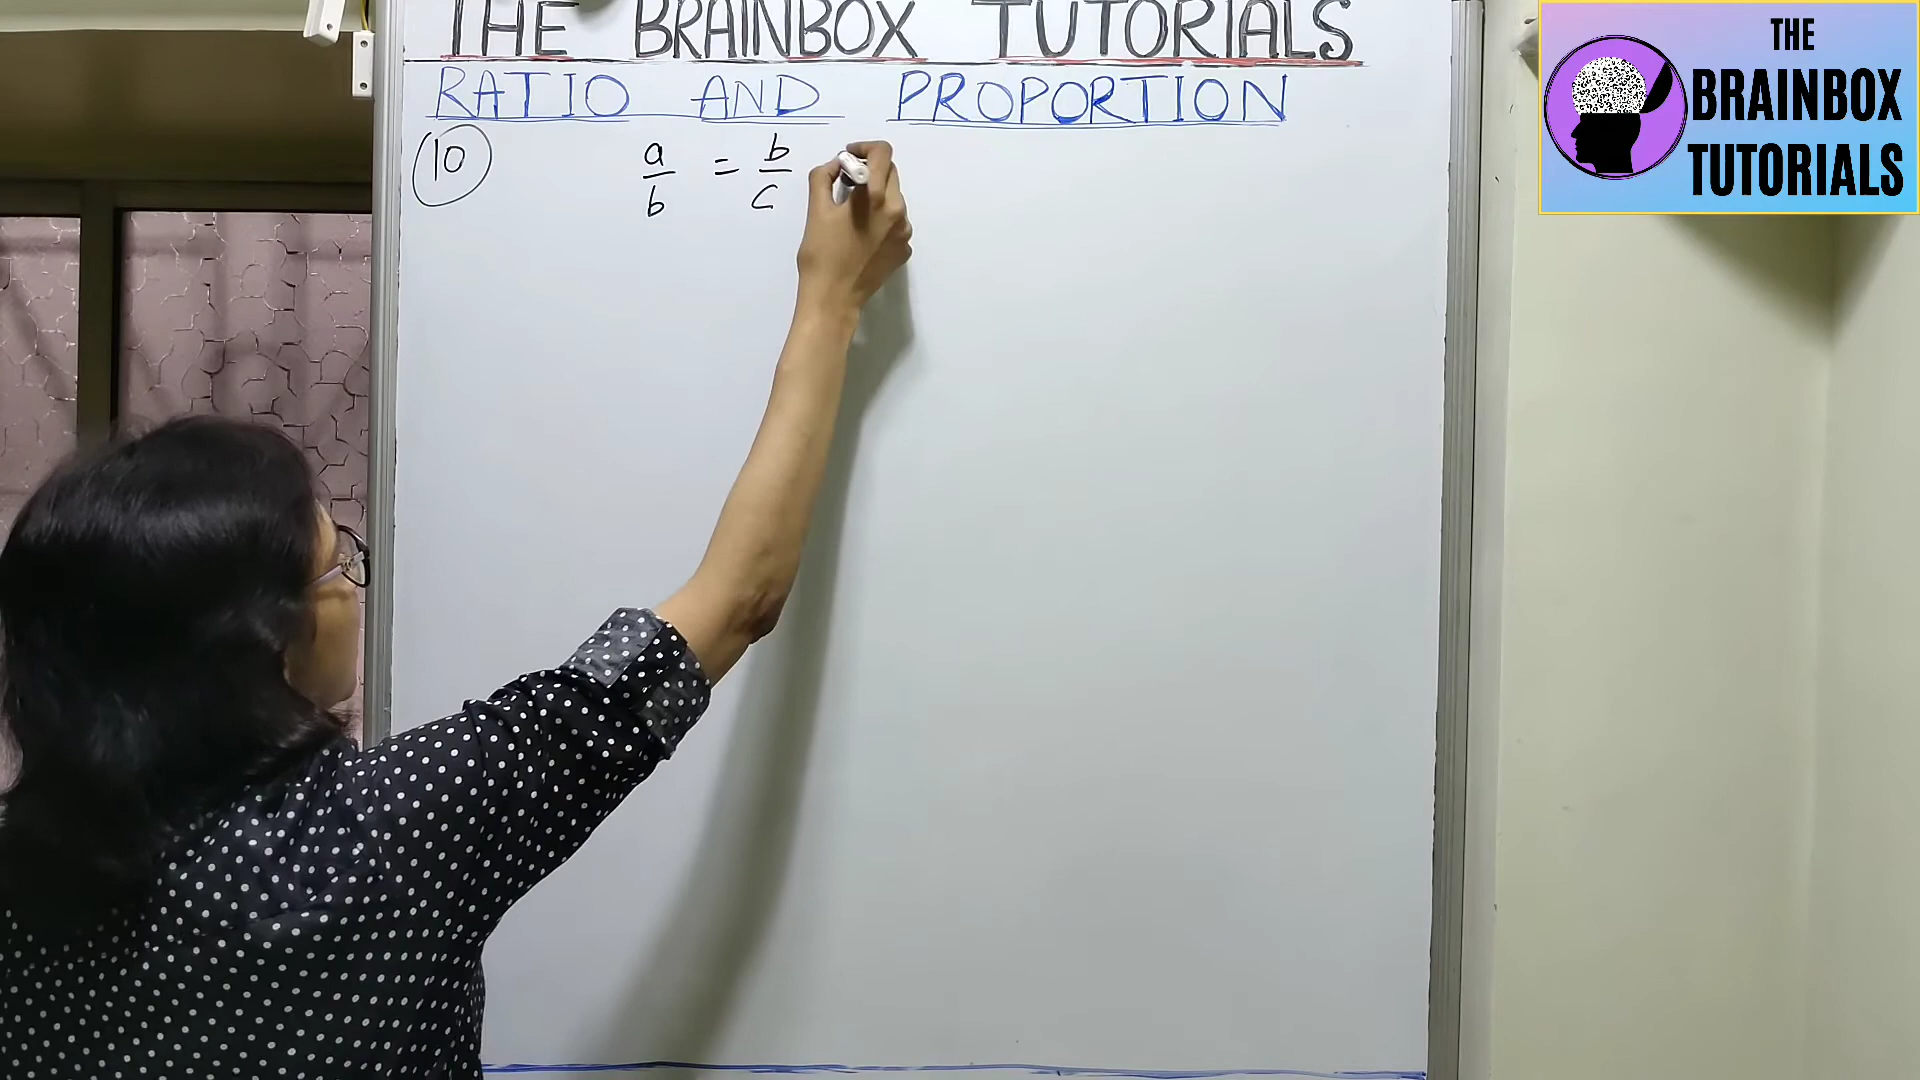 THE BRAINBOX TUTORIALS
RATIO AND PROPORTION
10 a/b = b/c
THE
BRAINBOX
TUTORIALS